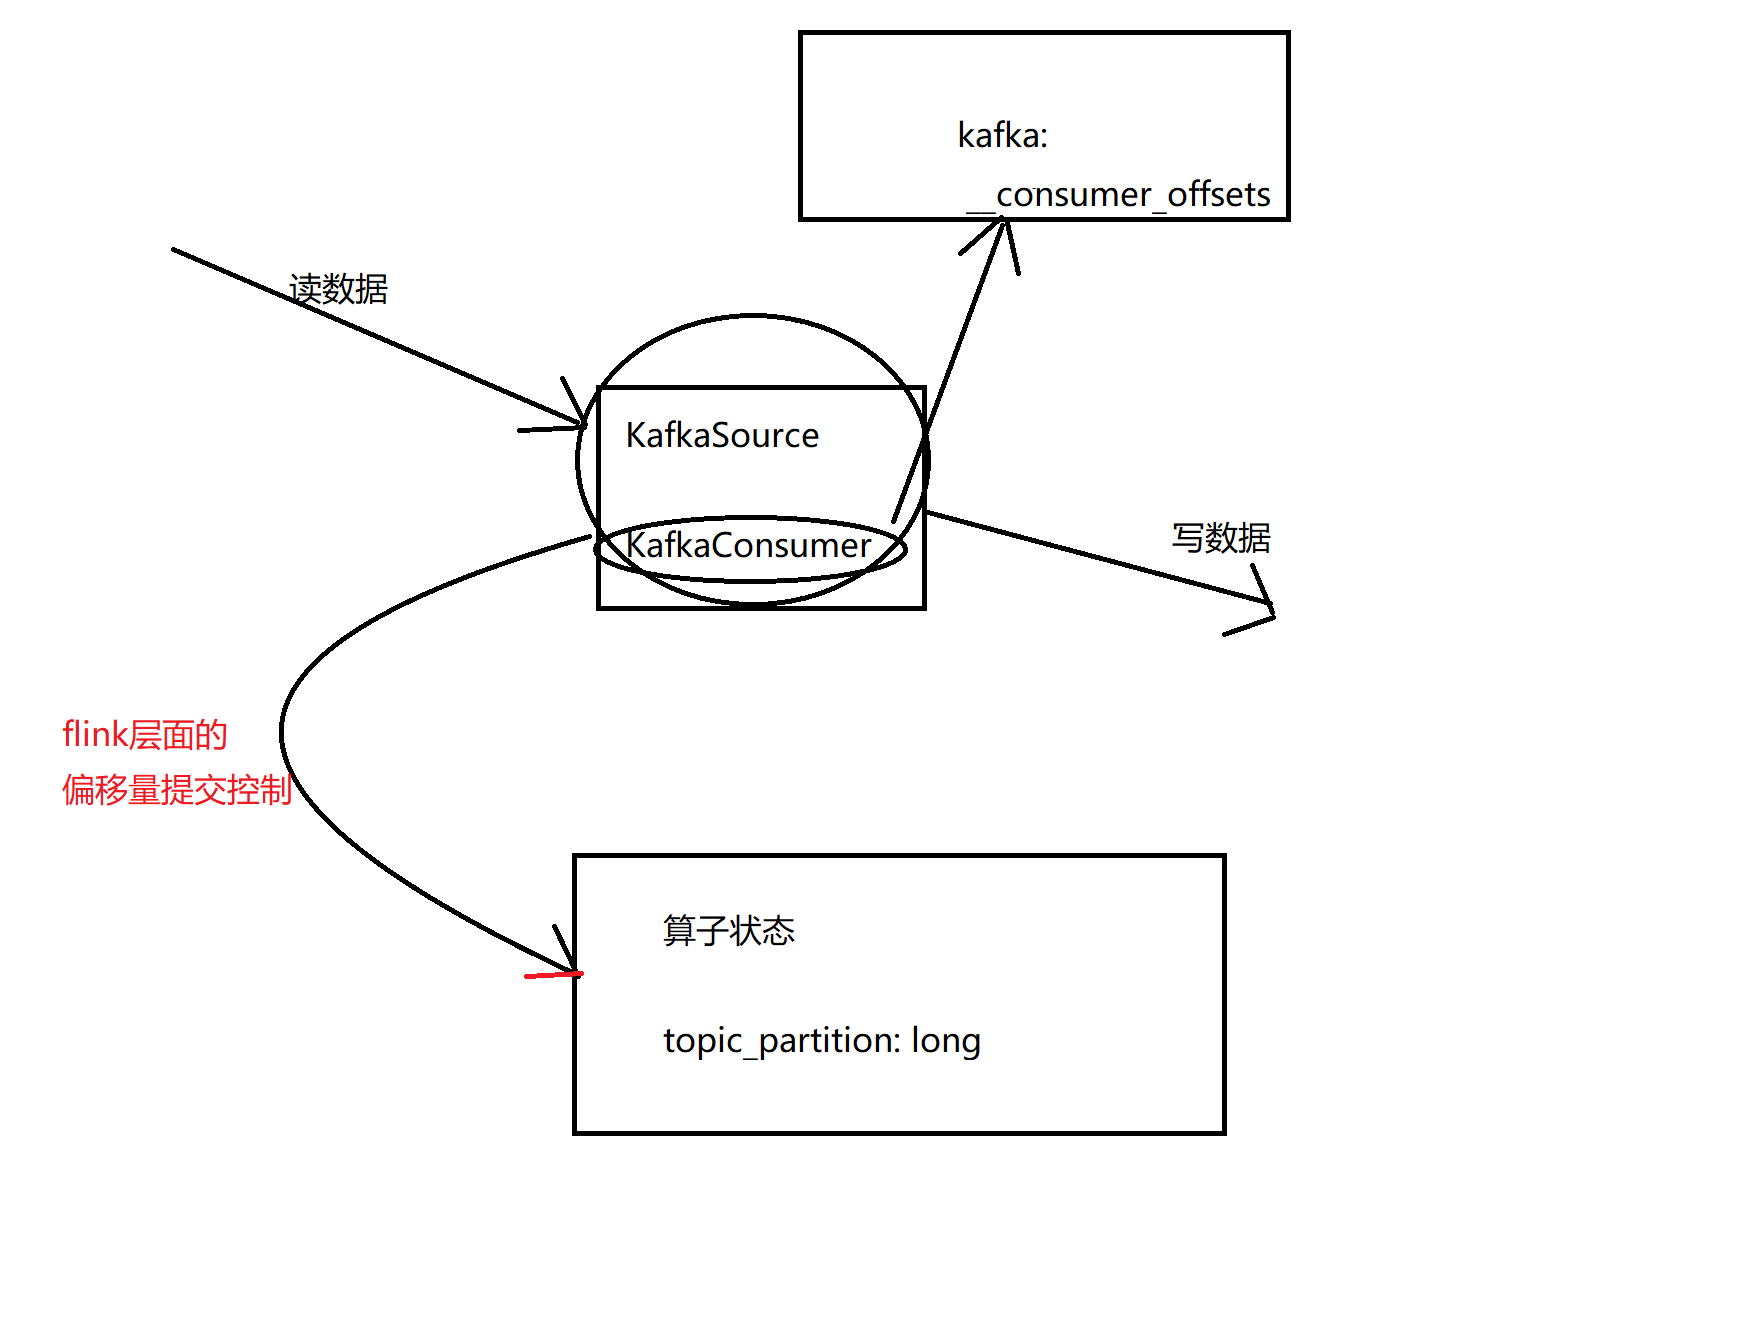 kafka:
__consumer_offsets
读数据
KafkaSource
KafkaConsumer
写数据
flink层面的
偏移量提交控制
算子状态
topic_partition: long